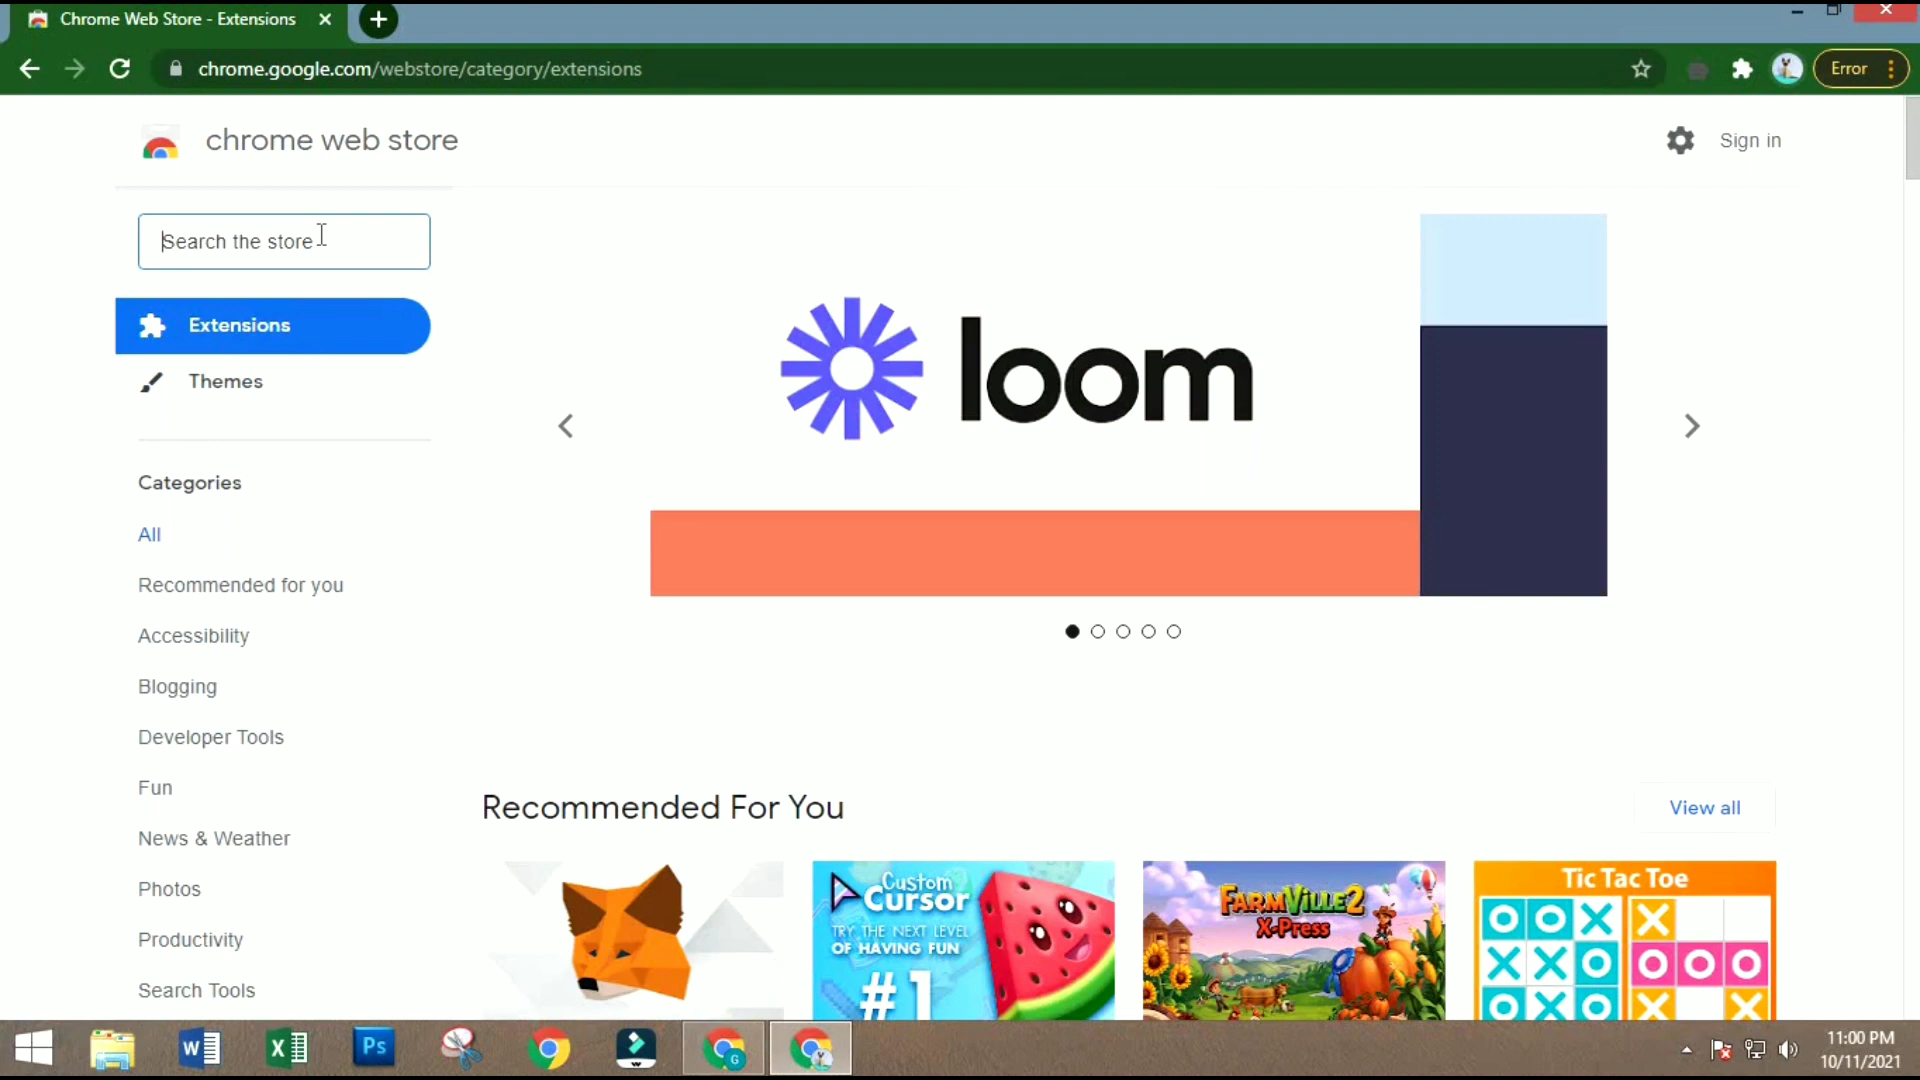 Chrome Web Store - Extensions
chrome.google.com/webstore/category/extensions
Error
chrome web store
Sign in
Search the store
Extensions
Themes
Categories
All
Recommended for you
Accessibility
Blogging
Developer Tools
Fun
News & Weather
Photos
Productivity
Search Tools
loom
Recommended For You
View all
Custom
Cursor
TRY THE NEXT LEVEL
OF HAVING FUN
#1
FARMVILLE 2
X-PRESS
Tic Tac Toe
W
X
Ps
G
11:00 PM
10/11/2021